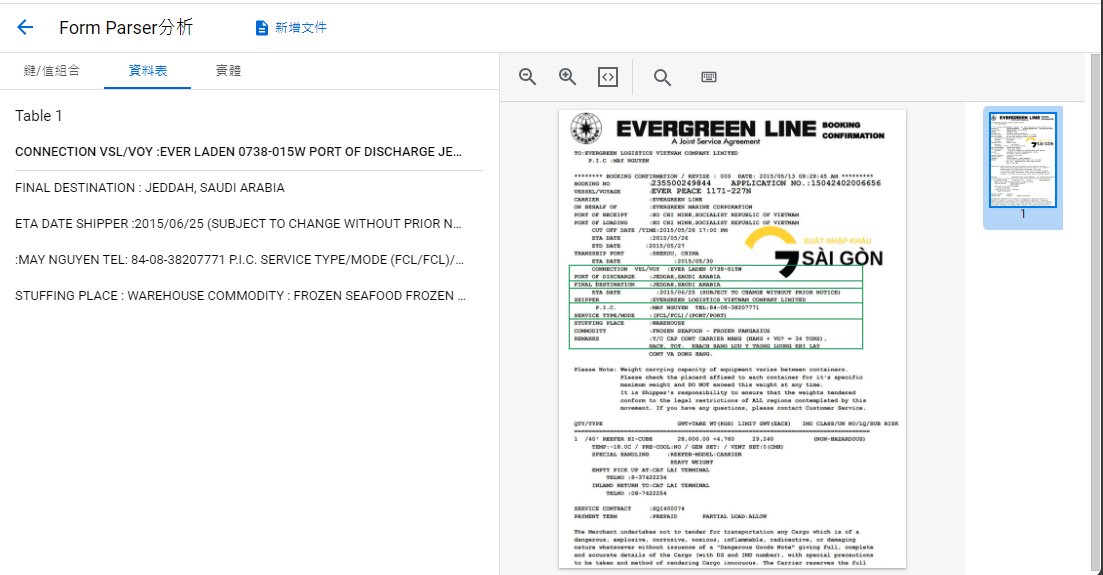 Form Parser分析
新增文件
鍵/值組合
資料表
實體
Table 1
CONNECTION VSL/VOY :EVER LADEN 0738-015W PORT OF DISCHARGE JE...
FINAL DESTINATION : JEDDAH, SAUDI ARABIA
ETA DATE SHIPPER :2015/06/25 (SUBJECT TO CHANGE WITHOUT PRIOR N...
:MAY NGUYEN TEL: 84-08-38207771 P.I.C. SERVICE TYPE/MODE (FCL/FCL)/...
STUFFING PLACE : WAREHOUSE COMMODITY : FROZEN SEAFOOD FROZEN ...
EVERGREEN LINE BOOKING CONFIRMATION
A Joint Service Agreement
TO:EVERGREEN LOGISTICS VIETNAM COMPANY LIMITED
P.I.C :MAY NGUYEN
******** BOOKING CONFIRMATION / REVISE : 000 DATE: 2015/05/13 08:28:45 AM ********
BOOKING NO :235500249844 APPLICATION NO.:15042402006656
VESSEL/VOYAGE :EVER PEACE 1171-227N
CARRIER :EVERGREEN LINE
ON BEHALF OF :EVERGREEN MARINE CORPORATION
PORT OF RECEIPT :HO CHI MINH,SOCIALIST REPUBLIC OF VIETNAM
PORT OF LOADING :HO CHI MINH,SOCIALIST REPUBLIC OF VIETNAM
CUT OFF DATE /TIME:2015/05/26 17:00 PM
ETA DATE :2015/05/26
ETD DATE :2015/05/27
TRANSSHIP PORT :SHEKOU, CHINA
ETA DATE :2015/05/30
XUẤT NHẬP KHẨU
SÀI GÒN
CONNECTION VSL/VOY :EVER LADEN 0738-015W
PORT OF DISCHARGE :JEDDAH,SAUDI ARABIA
FINAL DESTINATION :JEDDAH,SAUDI ARABIA
ETA DATE :2015/06/25 (SUBJECT TO CHANGE WITHOUT PRIOR NOTICE)
SHIPPER :EVERGREEN LOGISTICS VIETNAM COMPANY LIMITED
P.I.C. :MAY NGUYEN TEL:84-08-38207771
SERVICE TYPE/MODE :(FCL/FCL)/(PORT/PORT)
STUFFING PLACE :WAREHOUSE
COMMODITY :FROZEN SEAFOOD - FROZEN PANGASIUS
REMARKS :Y/C CAP CONT CARRIER HANG (HANG + VO? = 34 TONS),
SACH, TOT. KHACH HANG LUU Y TRONG LUONG KHI LAY
CONT VA DONG HANG.
Please Note: Weight carrying capacity of equipment varies between containers.
Please check the placard affixed to each container for it's specific
maximum weight and DO NOT exceed this weight at any time.
It is Shipper's responsibility to ensure that the weights tendered
conform to the legal restrictions of ALL regions contemplated by this
movement. If you have any questions, please contact Customer Service.
QTY/TYPE GWT+TARE WT(KGS) LIMIT GWT(EACH) IMO CLASS/UN NO/LQ/SUB RISK
1 /40' REEFER HI-CUBE 28,000.00 +4,760 29,240 (NON-HAZARDOUS)
TEMP:-18.0C / PRE-COOL:NO / GEN SET: / VENT SET:0(CMH)
SPECIAL HANDLING :REEFER-MODEL:CARRIER
HEAVY WEIGHT
EMPTY PICK UP AT:CAT LAI TERMINAL
TELNO :8-37422234
INLAND RETURN TO:CAT LAI TERMINAL
TELNO :08-7422254
SERVICE CONTRACT :SQ1400074
PAYMENT TERM :PREPAID PARTIAL LOAD:ALLOW
The Merchant undertakes not to tender for transportation any Cargo which is of a
dangerous, explosive, corrosive, noxious, inflammable, radioactive, or damaging
nature whatsoever without issuance of a "Dangerous Goods Note" giving full, complete
and accurate details of the Cargo (with DG and IMO number), with special precautions
to be taken and method of rendering Cargo innocuous. The Carrier reserves the full
1